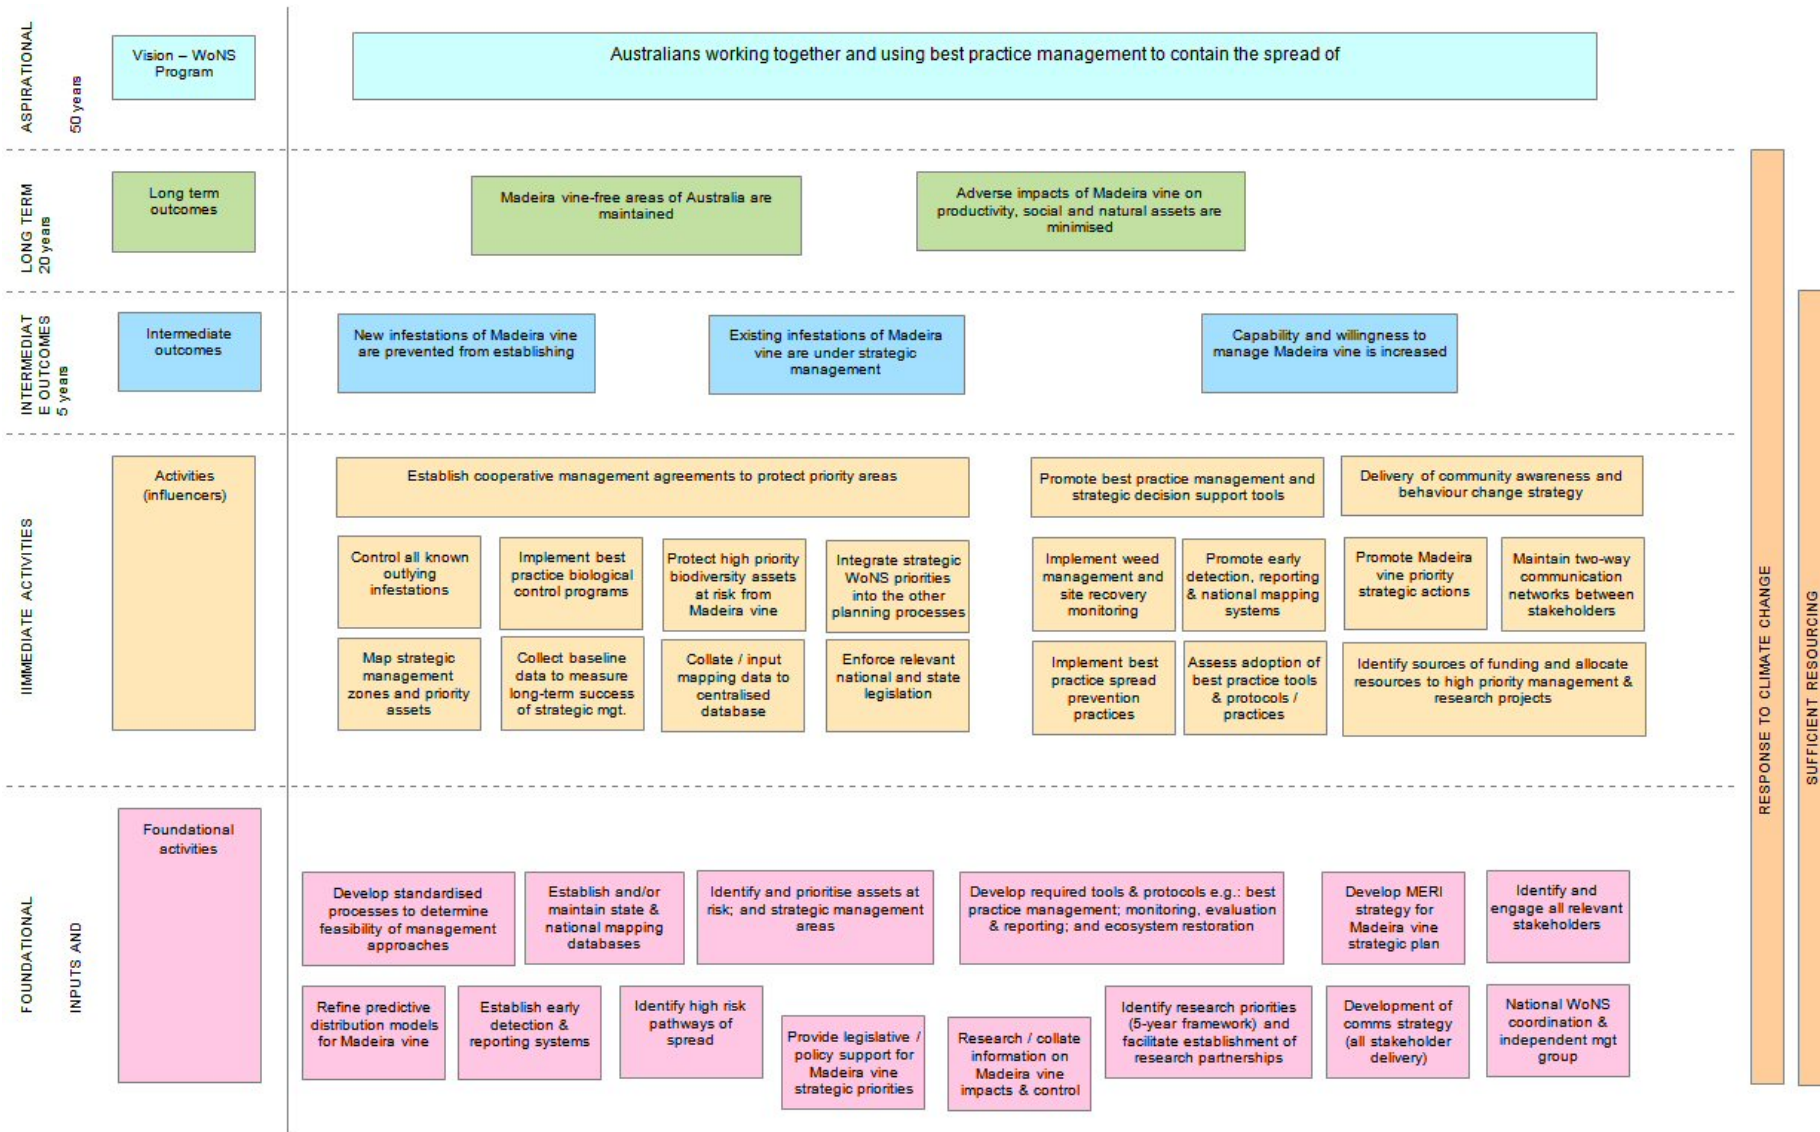 ASPIRATIONAL
50 years
Vision – WoNS
Program
Australians working together and using best practice management to contain the spread of
LONG TERM
20 years
Long term
outcomes
Madeira vine-free areas of Australia are
maintained
Adverse impacts of Madeira vine on
productivity, social and natural assets are
minimised
INTERMEDIAT
E OUTCOMES
5 years
Intermediate
outcomes
New infestations of Madeira vine
are prevented from establishing
Existing infestations of Madeira
vine are under strategic
management
Capability and willingness to
manage Madeira vine is increased
IIMMEDIATE ACTIVITIES
Activities
(influencers)
Establish cooperative management agreements to protect priority areas
Promote best practice management and
strategic decision support tools
Delivery of community awareness and
behaviour change strategy
Control all known
outlying
infestations
Implement best
practice biological
control programs
Protect high priority
biodiversity assets
at risk from
Madeira vine
Integrate strategic
WoNS priorities
into the other
planning processes
Implement weed
management and
site recovery
monitoring
Promote early
detection, reporting
& national mapping
systems
Promote Madeira
vine priority
strategic actions
Maintain two-way
communication
networks between
stakeholders
Map strategic
management
zones and priority
assets
Collect baseline
data to measure
long-term success
of strategic mgt.
Collate / input
mapping data to
centralised
database
Enforce relevant
national and state
legislation
Implement best
practice spread
prevention
practices
Assess adoption of
best practice tools
& protocols /
practices
Identify sources of funding and allocate
resources to high priority management &
research projects
FOUNDATIONAL
INPUTS AND
Foundational
activities
Develop standardised
processes to determine
feasibility of management
approaches
Establish and/or
maintain state &
national mapping
databases
Identify and prioritise assets at
risk; and strategic management
areas
Develop required tools & protocols e.g.: best
practice management; monitoring, evaluation
& reporting; and ecosystem restoration
Develop MERI
strategy for
Madeira vine
strategic plan
Identify and
engage all relevant
stakeholders
Refine predictive
distribution models
for Madeira vine
Establish early
detection &
reporting systems
Identify high risk
pathways of
spread
Provide legislative /
policy support for
Madeira vine
strategic priorities
Research / collate
information on
Madeira vine
impacts & control
Identify research priorities
(5-year framework) and
facilitate establishment of
research partnerships
Development of
comms strategy
(all stakeholder
delivery)
National WoNS
coordination &
independent mgt
group
RESPONSE TO CLIMATE CHANGE
SUFFICIENT RESOURCING